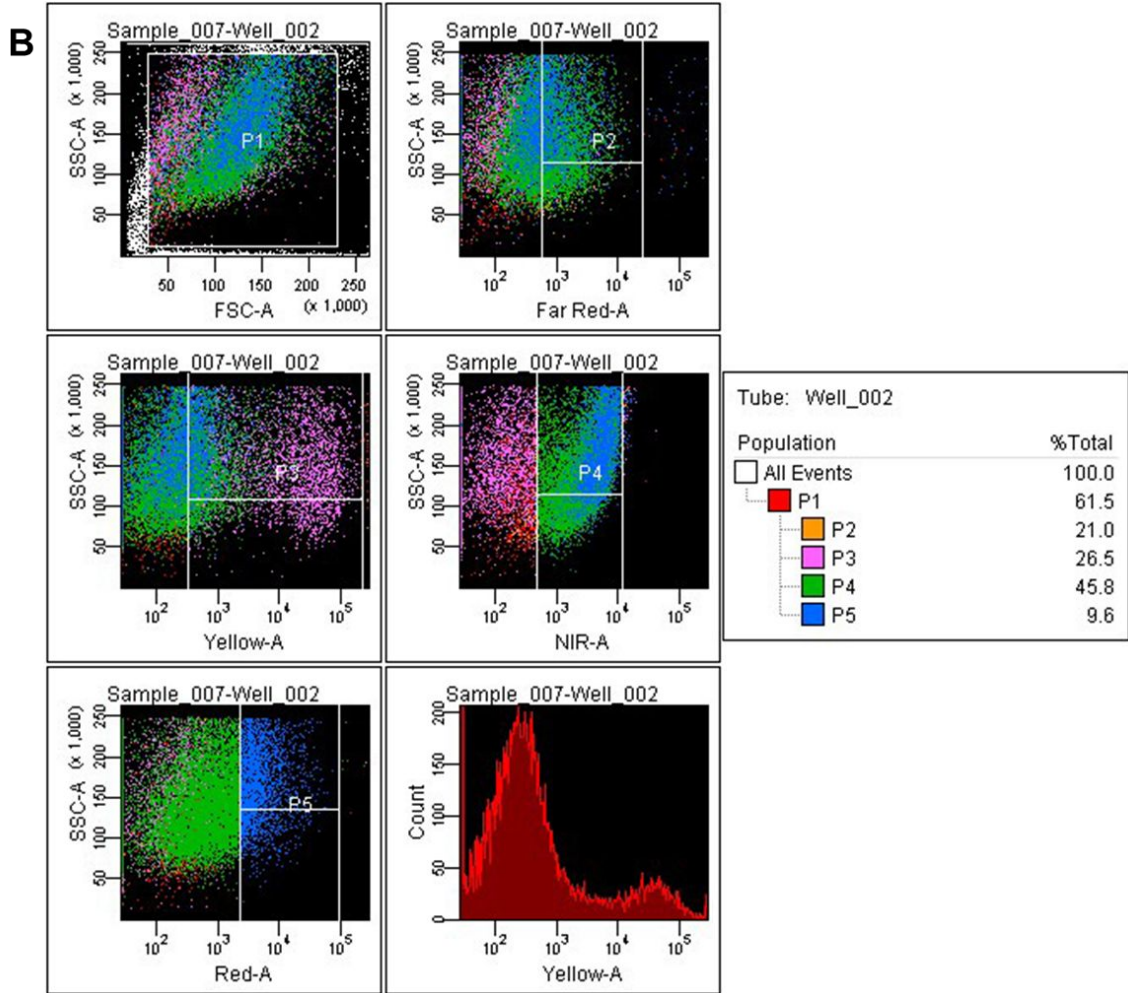 B
Sample_007-Well_002
SSC-A (x 1,000)
250
200
150
100
50
P1
50 100 150 200 250
FSC-A (x 1,000)
Sample_007-Well_002
SSC-A (x 1,000)
250
200
150
100
50
P2
10² 10³ 10⁴ 10⁵
Far Red-A
Sample_007-Well_002
SSC-A (x 1,000)
250
200
150
100
50
P3
10² 10³ 10⁴ 10⁵
Yellow-A
Sample_007-Well_002
SSC-A (x 1,000)
250
200
150
100
50
P4
10² 10³ 10⁴ 10⁵
NIR-A
Tube: Well_002
Population %Total
All Events 100.0
P1 61.5
P2 21.0
P3 26.5
P4 45.8
P5 9.6
Sample_007-Well_002
SSC-A (x 1,000)
250
200
150
100
50
P5
10² 10³ 10⁴ 10⁵
Red-A
Sample_007-Well_002
Count
200
150
100
50
0
10² 10³ 10⁴ 10⁵
Yellow-A